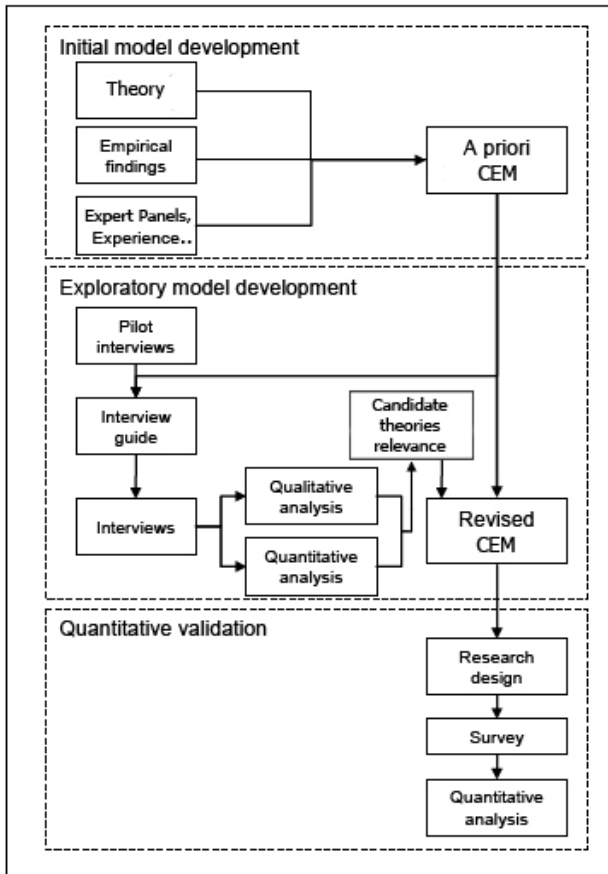 Initial model development
Theory
Empirical
findings
Expert Panels,
Experience..
A priori
CEM
Exploratory model development
Pilot
interviews
Interview
guide
Interviews
Qualitative
analysis
Quantitative
analysis
Candidate
theories
relevance
Revised
CEM
Quantitative validation
Research
design
Survey
Quantitative
analysis